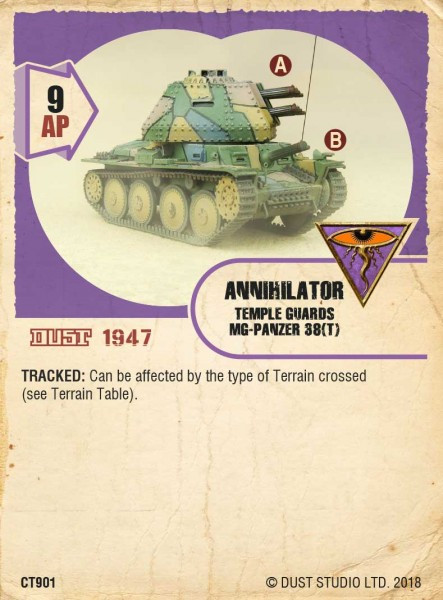 9
AP
A
B
ANNIHILATOR
TEMPLE GUARDS
MG-PANZER 38(T)
DUST 1947
TRACKED: Can be affected by the type of Terrain crossed
(see Terrain Table).
CT901
© DUST STUDIO LTD. 2018